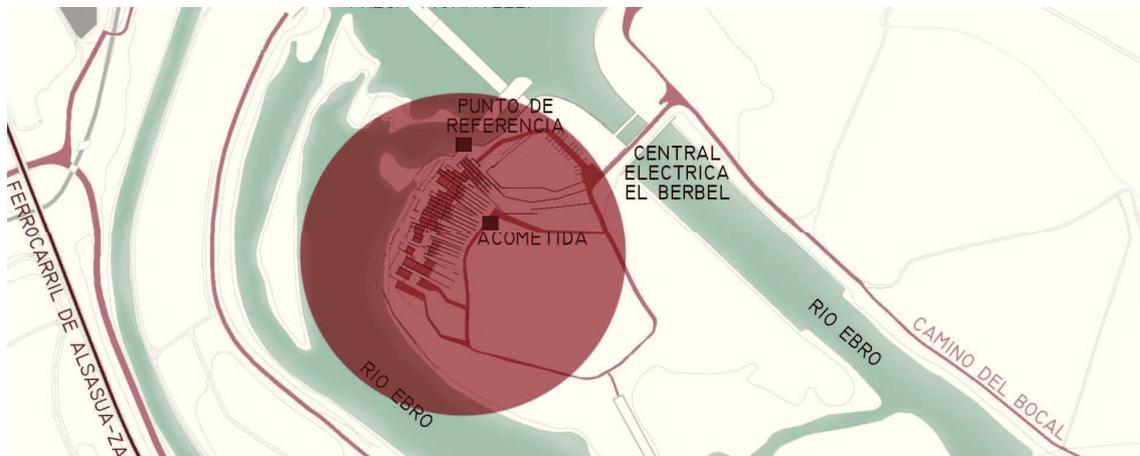 PUNTO DE
REFERENCIA
CENTRAL
ELECTRICA
EL BERBEL
ACOMETIDA
FERROCARRIL DE ALSASUA-ZA
RIO EBRO
RIO EBRO
CAMINO DEL BOCAL